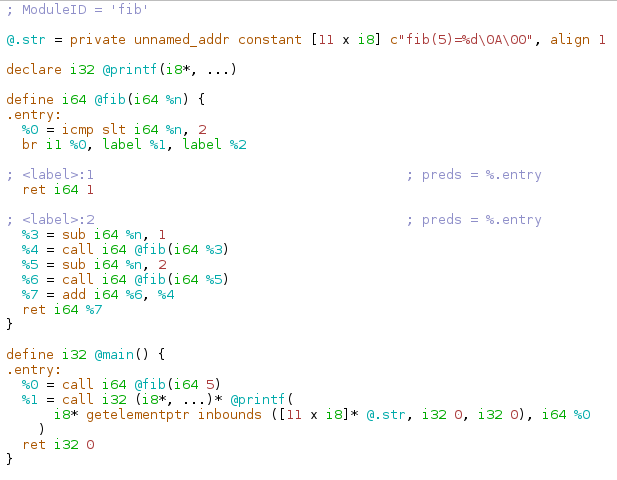 ; ModuleID = 'fib'
@.str = private unnamed_addr constant [11 x i8] c"fib(5)=%d\0A\00", align 1
declare i32 @printf(i8*, ...)
define i64 @fib(i64 %n) {
.entry:
  %0 = icmp slt i64 %n, 2
  br i1 %0, label %1, label %2
; <label>:1                                       ; preds = %.entry
  ret i64 1
; <label>:2                                       ; preds = %.entry
  %3 = sub i64 %n, 1
  %4 = call i64 @fib(i64 %3)
  %5 = sub i64 %n, 2
  %6 = call i64 @fib(i64 %5)
  %7 = add i64 %6, %4
  ret i64 %7
}
define i32 @main() {
.entry:
  %0 = call i64 @fib(i64 5)
  %1 = call i32 (i8*, ...)* @printf(
      i8* getelementptr inbounds ([11 x i8]* @.str, i32 0, i32 0), i64 %0
    )
  ret i32 0
}